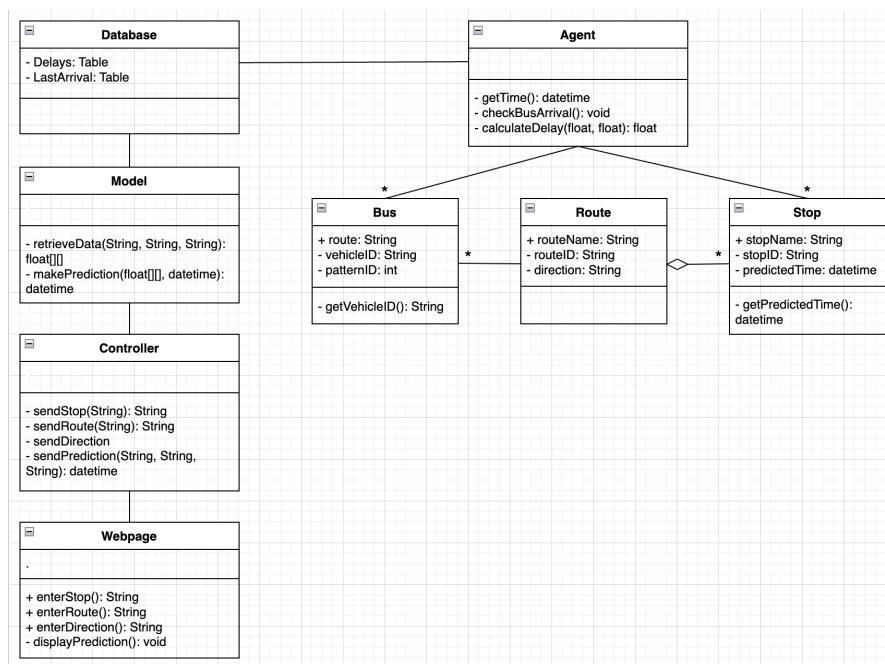 Database
- Delays: Table
- LastArrival: Table
Agent
- getTime(): datetime
- checkBusArrival(): void
- calculateDelay(float, float): float
Model
- retrieveData(String, String, String):
float[][]
- makePrediction(float[][], datetime):
datetime
*
*
Bus
+ route: String
- vehicleID: String
- patternID: int
- getVehicleID(): String
*
Route
+ routeName: String
- routeID: String
- direction: String
*
Stop
+ stopName: String
- stopID: String
- predictedTime: datetime
- getPredictedTime():
datetime
Controller
- sendStop(String): String
- sendRoute(String): String
- sendDirection
- sendPrediction(String, String,
String): datetime
Webpage
.
+ enterStop(): String
+ enterRoute(): String
+ enterDirection(): String
- displayPrediction(): void